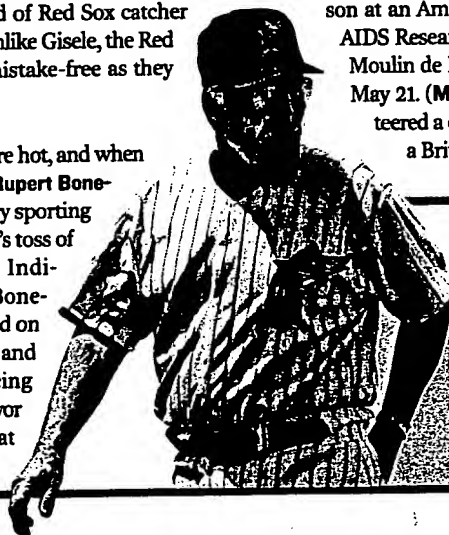 d of Red Sox catcher
nlike Gisele, the Red
nistake-free as they
re hot, and when
Rupert Bone-
y sporting
's toss of
Indi-
Bone-
d on
and
ing
vor
at
son at an Am
AIDS Resear
Moulin de
May 21. (M
teered a
a Brit